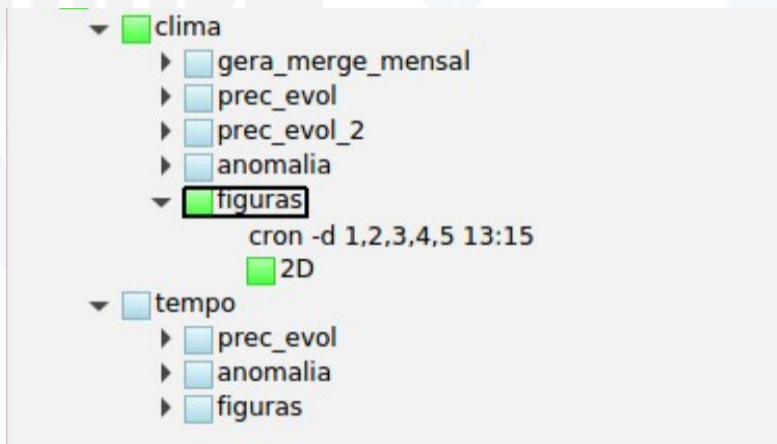 clima
gera_merge_mensal
prec_evol
prec_evol_2
anomalia
figuras
cron -d 1,2,3,4,5 13:15
2D
tempo
prec_evol
anomalia
figuras